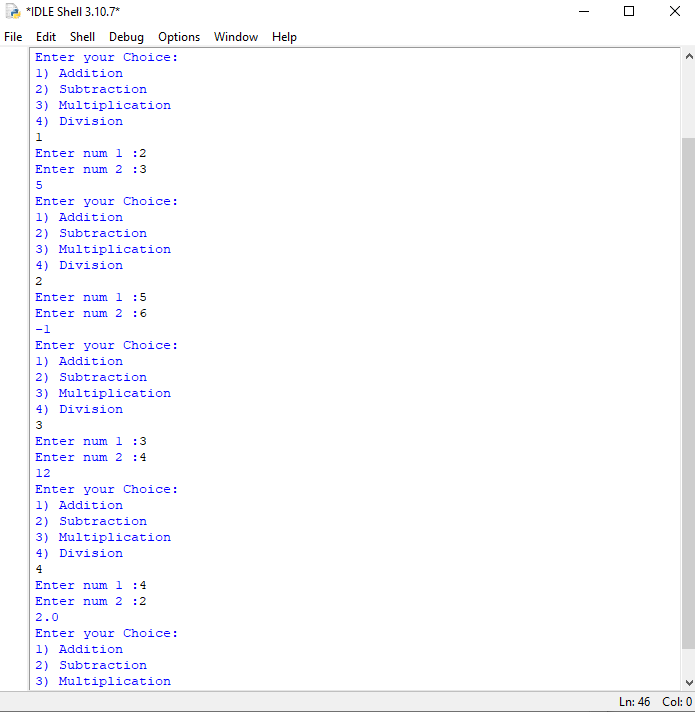 *IDLE Shell 3.10.7*
File Edit Shell Debug Options Window Help
Enter your Choice:
1) Addition
2) Subtraction
3) Multiplication
4) Division
1
Enter num 1 :2
Enter num 2 :3
5
Enter your Choice:
1) Addition
2) Subtraction
3) Multiplication
4) Division
2
Enter num 1 :5
Enter num 2 :6
-1
Enter your Choice:
1) Addition
2) Subtraction
3) Multiplication
4) Division
3
Enter num 1 :3
Enter num 2 :4
12
Enter your Choice:
1) Addition
2) Subtraction
3) Multiplication
4) Division
4
Enter num 1 :4
Enter num 2 :2
2.0
Enter your Choice:
1) Addition
2) Subtraction
3) Multiplication
Ln: 46 Col: 0